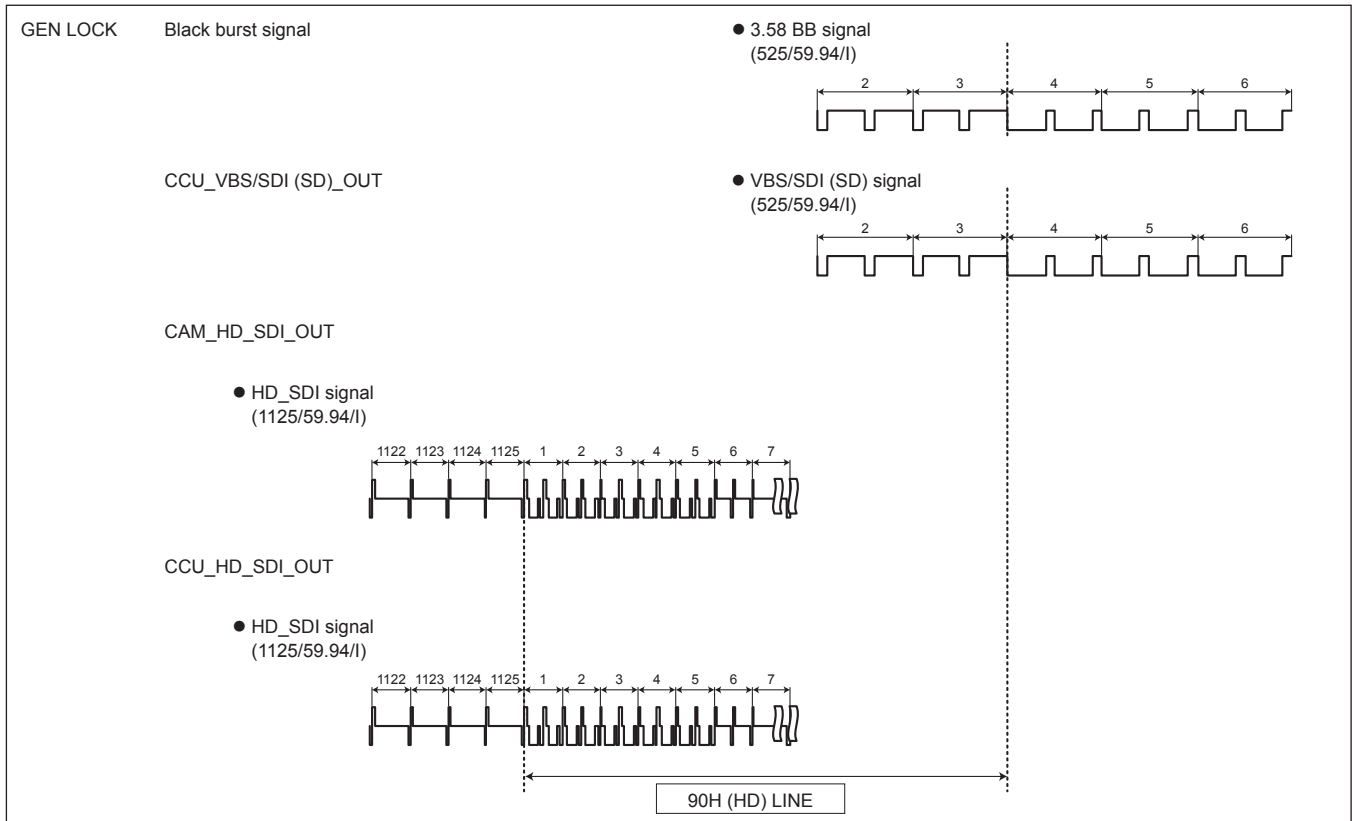 GEN LOCK Black burst signal ● 3.58 BB signal
(525/59.94/I)
2 3 4 5 6
CCU_VBS/SDI (SD)_OUT ● VBS/SDI (SD) signal
(525/59.94/I)
2 3 4 5 6
CAM_HD_SDI_OUT
● HD_SDI signal
(1125/59.94/I)
1122 1123 1124 1125 1 2 3 4 5 6 7
CCU_HD_SDI_OUT
● HD_SDI signal
(1125/59.94/I)
1122 1123 1124 1125 1 2 3 4 5 6 7
90H (HD) LINE